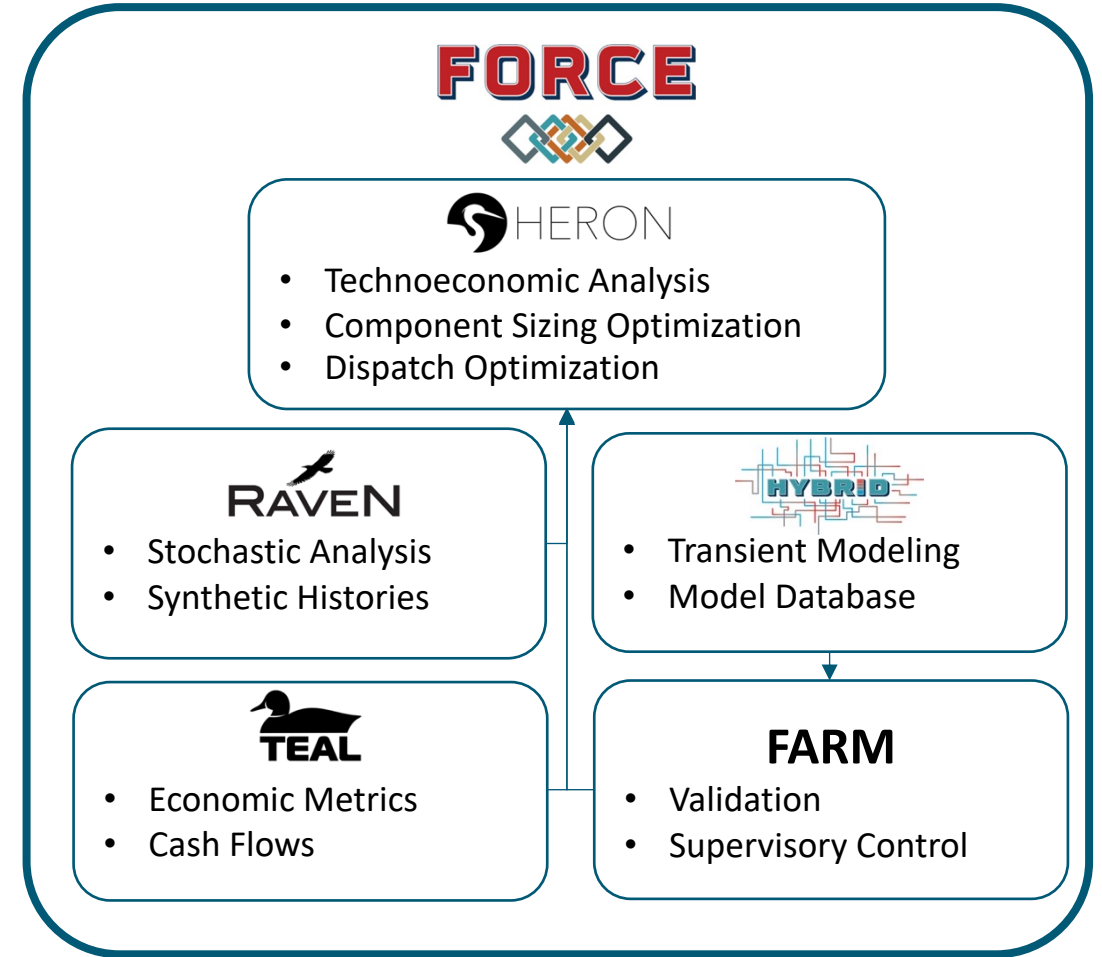 FORCE
HERON
• Technoeconomic Analysis
• Component Sizing Optimization
• Dispatch Optimization
RAVEN
• Stochastic Analysis
• Synthetic Histories
HYBRID
• Transient Modeling
• Model Database
TEAL
• Economic Metrics
• Cash Flows
FARM
• Validation
• Supervisory Control